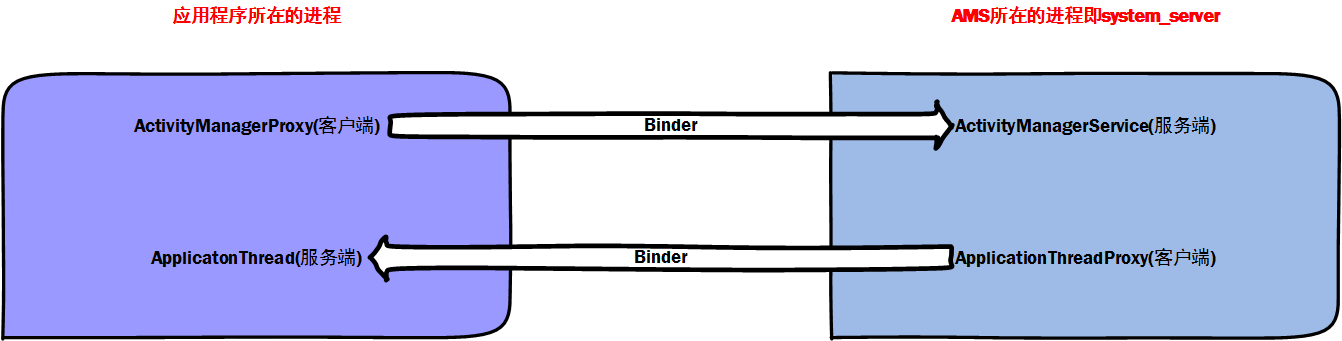 应用程序所在的进程
AMS所在的进程即system_server
ActivityManagerProxy(客户端)
Binder
ActivityManagerService(服务端)
ApplicatonThread(服务端)
Binder
ApplicationThreadProxy(客户端)